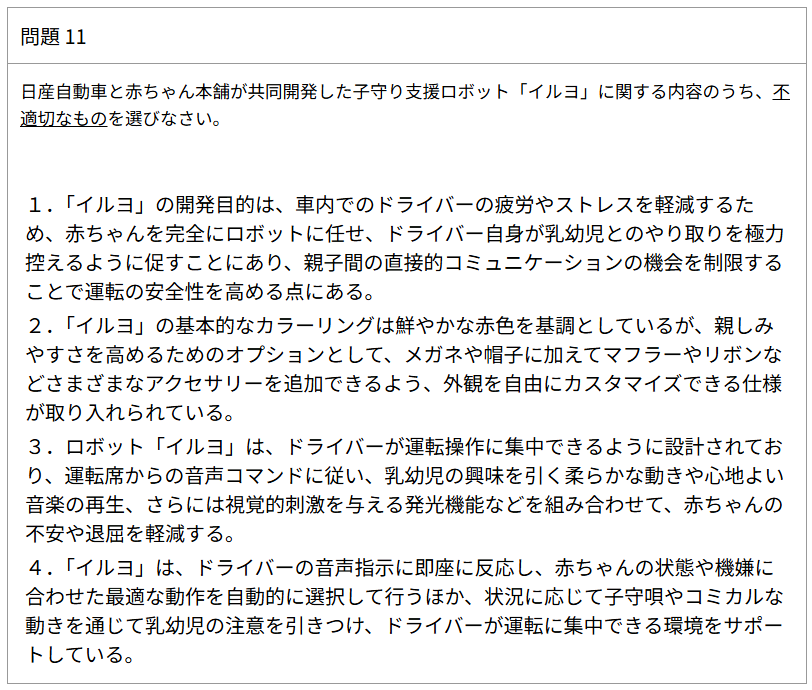 問題 11
日産自動車と赤ちゃん本舗が共同開発した子守り支援ロボット「イルヨ」に関する内容のうち、不
適切なものを選びなさい。
１．「イルヨ」の開発目的は、車内でのドライバーの疲労やストレスを軽減するた
め、赤ちゃんを完全にロボットに任せ、ドライバー自身が乳幼児とのやり取りを極力
控えるように促すことにあり、親子間の直接的コミュニケーションの機会を制限する
ことで運転の安全性を高める点にある。
２．「イルヨ」の基本的なカラーリングは鮮やかな赤色を基調としているが、親しみ
やすさを高めるためのオプションとして、メガネや帽子に加えてマフラーやリボンな
どさまざまなアクセサリーを追加できるよう、外観を自由にカスタマイズできる仕様
が取り入れられている。
３．ロボット「イルヨ」は、ドライバーが運転操作に集中できるように設計されてお
り、運転席からの音声コマンドに従い、乳幼児の興味を引く柔らかな動きや心地よい
音楽の再生、さらには視覚的刺激を与える発光機能などを組み合わせて、赤ちゃんの
不安や退屈を軽減する。
４．「イルヨ」は、ドライバーの音声指示に即座に反応し、赤ちゃんの状態や機嫌に
合わせた最適な動作を自動的に選択して行うほか、状況に応じて子守唄やコミカルな
動きを通じて乳幼児の注意を引きつけ、ドライバーが運転に集中できる環境をサポー
トしている。